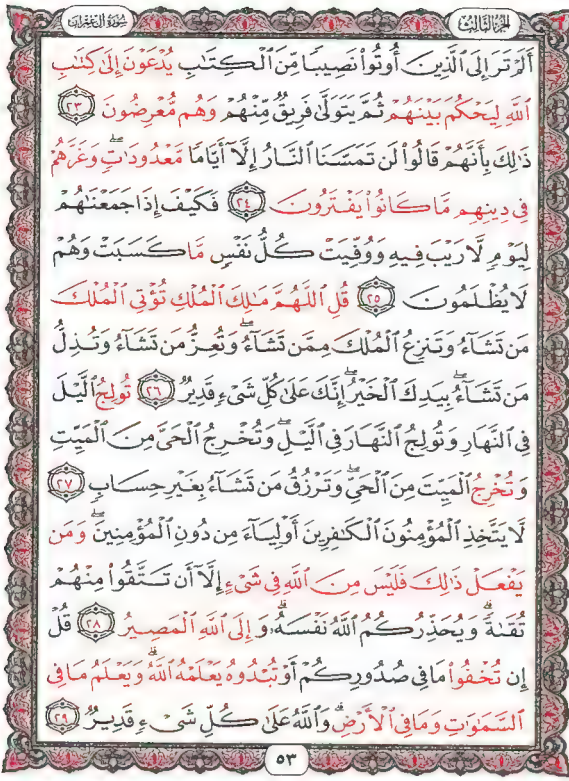 الجزء الثالث
سورة آل عمران
أَلَمْ تَرَ إِلَى ٱلَّذِينَ أُوتُوا۟ نَصِيبًا مِّنَ ٱلْكِتَٰبِ يُدْعَوْنَ إِلَىٰ كِتَٰبِ
ٱللَّهِ لِيَحْكُمَ بَيْنَهُمْ ثُمَّ يَتَوَلَّىٰ فَرِيقٌ مِّنْهُمْ وَهُم مُّعْرِضُونَ ٢٣
ذَٰلِكَ بِأَنَّهُمْ قَالُوا۟ لَن تَمَسَّنَا ٱلنَّارُ إِلَّآ أَيَّامًا مَّعْدُودَٰتٍ ۖ وَغَرَّهُمْ
فِى دِينِهِم مَّا كَانُوا۟ يَفْتَرُونَ ٢٤ فَكَيْفَ إِذَا جَمَعْنَٰهُمْ
لِيَوْمٍ لَّا رَيْبَ فِيهِ وَوُفِّيَتْ كُلُّ نَفْسٍ مَّا كَسَبَتْ وَهُمْ
لَا يُظْلَمُونَ ٢٥ قُلِ ٱللَّهُمَّ مَٰلِكَ ٱلْمُلْكِ تُؤْتِى ٱلْمُلْكَ
مَن تَشَآءُ وَتَنزِعُ ٱلْمُلْكَ مِمَّن تَشَآءُ وَتُعِزُّ مَن تَشَآءُ وَتُذِلُّ
مَن تَشَآءُ ۖ بِيَدِكَ ٱلْخَيْرُ ۖ إِنَّكَ عَلَىٰ كُلِّ شَىْءٍ قَدِيرٌ ٢٦ تُولِجُ ٱلَّيْلَ
فِى ٱلنَّهَارِ وَتُولِجُ ٱلنَّهَارَ فِى ٱلَّيْلِ ۖ وَتُخْرِجُ ٱلْحَىَّ مِنَ ٱلْمَيِّتِ
وَتُخْرِجُ ٱلْمَيِّتَ مِنَ ٱلْحَىِّ ۖ وَتَرْزُقُ مَن تَشَآءُ بِغَيْرِ حِسَابٍ ٢٧
لَّا يَتَّخِذِ ٱلْمُؤْمِنُونَ ٱلْكَٰفِرِينَ أَوْلِيَآءَ مِن دُونِ ٱلْمُؤْمِنِينَ ۖ وَمَن
يَفْعَلْ ذَٰلِكَ فَلَيْسَ مِنَ ٱللَّهِ فِى شَىْءٍ إِلَّآ أَن تَتَّقُوا۟ مِنْهُمْ
تُقَىٰةً ۗ وَيُحَذِّرُكُمُ ٱللَّهُ نَفْسَهُۥ ۗ وَإِلَى ٱللَّهِ ٱلْمَصِيرُ ٢٨ قُلْ
إِن تُخْفُوا۟ مَا فِى صُدُورِكُمْ أَوْ تُبْدُوهُ يَعْلَمْهُ ٱللَّهُ ۗ وَيَعْلَمُ مَا فِى
ٱلسَّمَٰوَٰتِ وَمَا فِى ٱلْأَرْضِ ۗ وَٱللَّهُ عَلَىٰ كُلِّ شَىْءٍ قَدِيرٌ ٢٩
٥٣